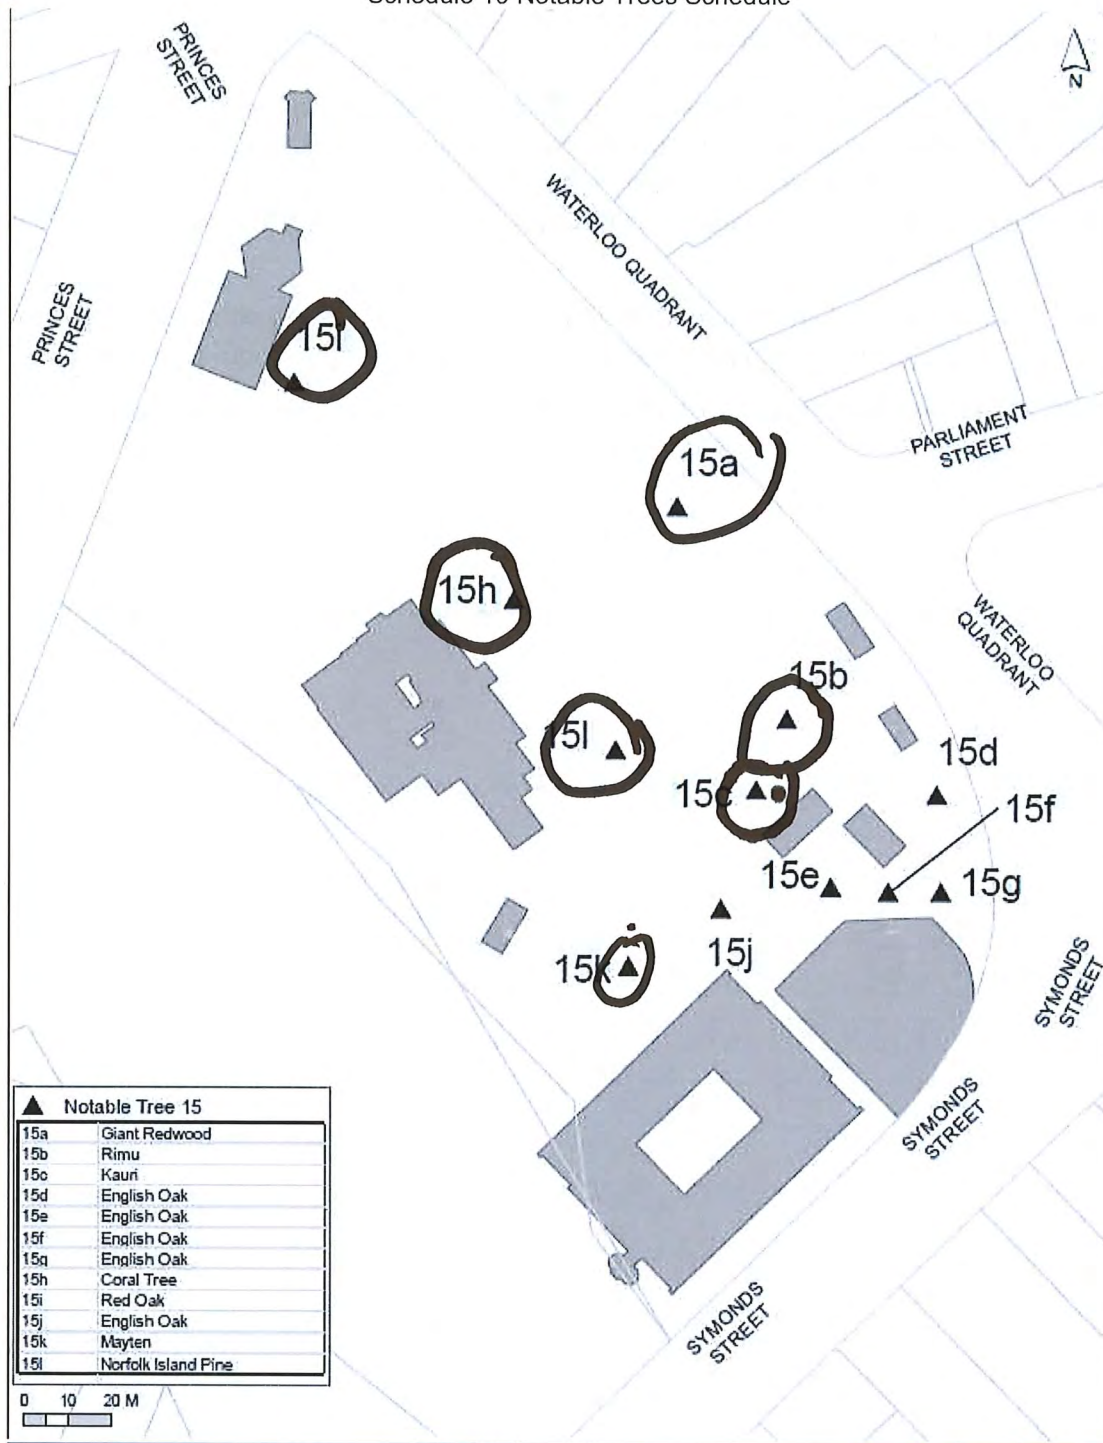 Schedule 10 Notable Trees Schedule
PRINCES
STREET
N
WATERLOO QUADRANT
PRINCES
STREET
15i
PARLIAMENT
STREET
15a
15h
WATERLOO
QUADRANT
15b
15l
15d
15c
15f
15e
15g
15j
15k
SYMONDS
STREET
SYMONDS
STREET
SYMONDS
STREET
Notable Tree 15
15a Giant Redwood
15b Rimu
15c Kauri
15d English Oak
15e English Oak
15f English Oak
15g English Oak
15h Coral Tree
15i Red Oak
15j English Oak
15k Mayten
15l Norfolk Island Pine
0 10 20 M